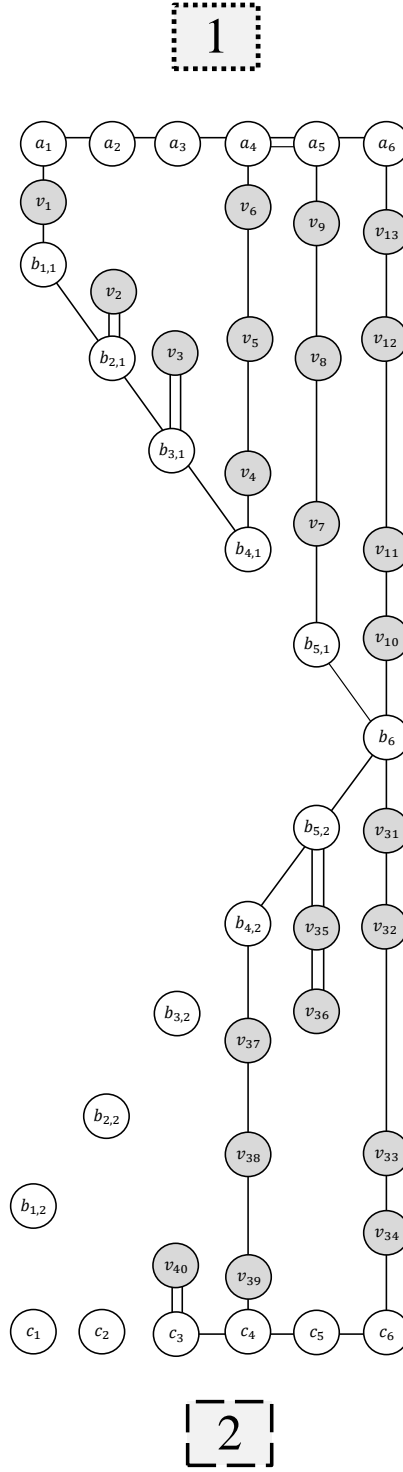 1
a₁ a₂ a₃ a₄ a₅ a₆
v₁ v₆ v₉ v₁₃
b₁,₁
v₂
v₃ v₅ v₈ v₁₂
b₂,₁
b₃,₁
v₄
v₇
b₄,₁ v₁₁
b₅,₁ v₁₀
b₆
b₅,₂ v₃₁
b₄,₂ v₃₅ v₃₂
b₃,₂ v₃₆
v₃₇
b₂,₂
v₃₈ v₃₃
b₁,₂
v₃₄
v₄₀ v₃₉
c₁ c₂ c₃ c₄ c₅ c₆
2